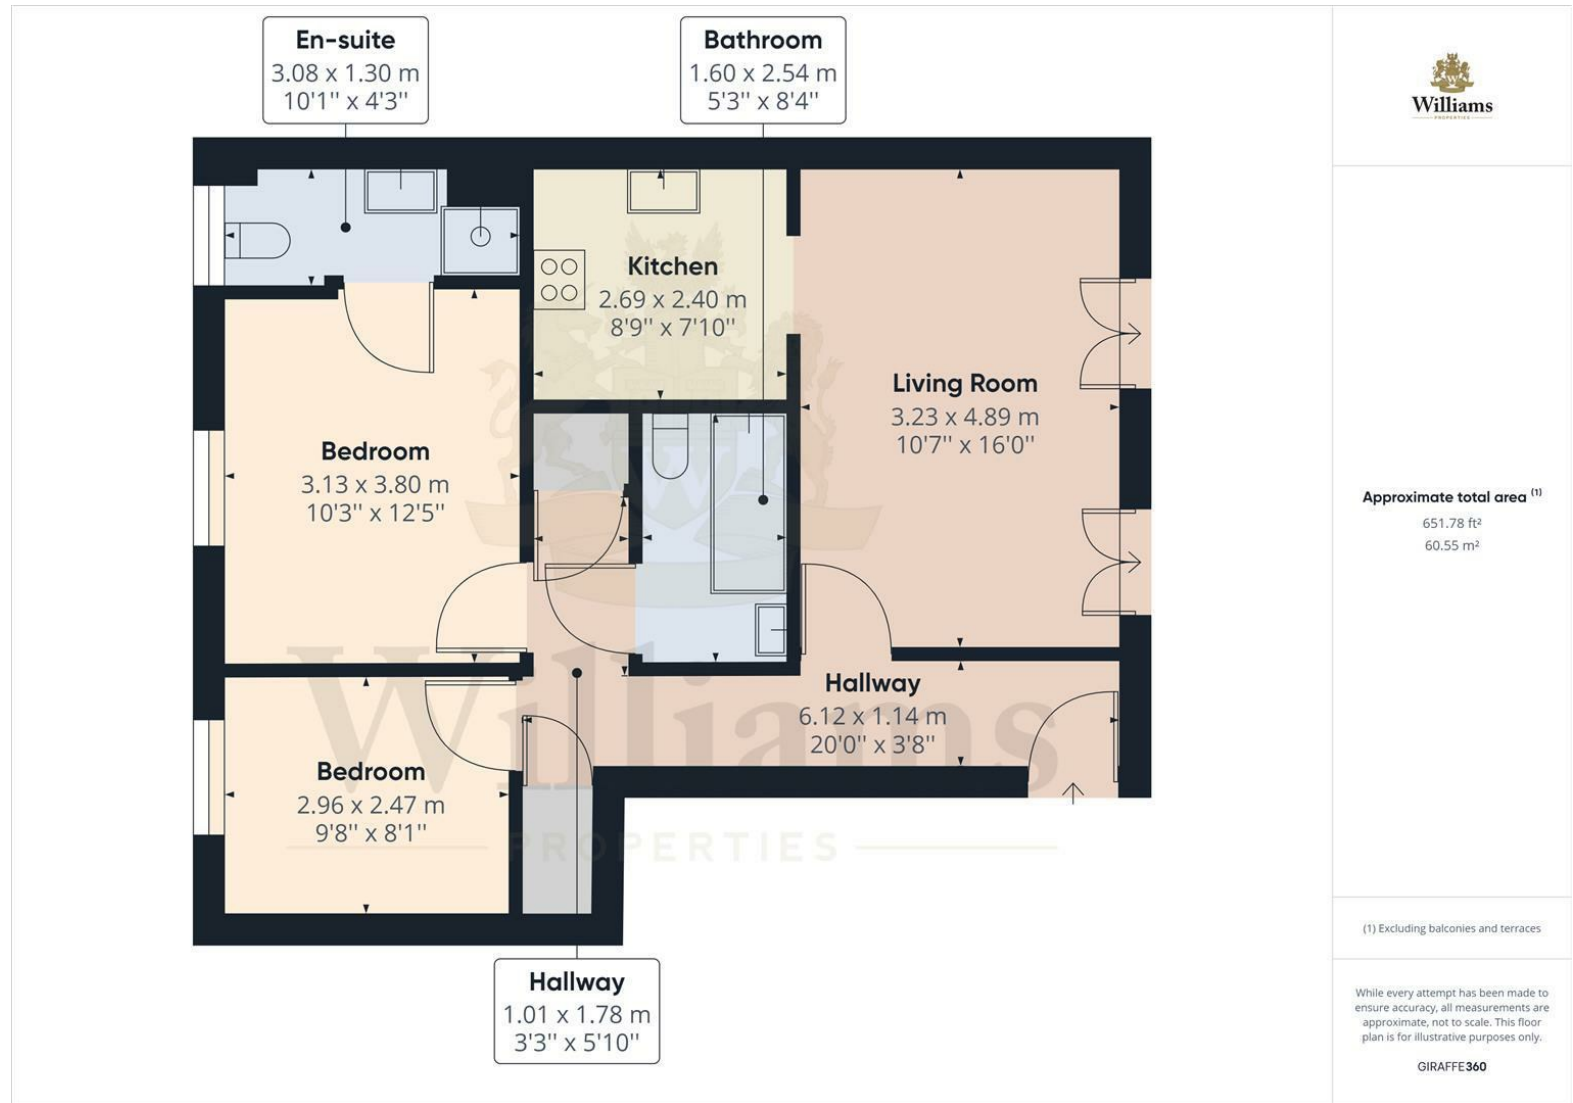 En-suite
3.08 x 1.30 m
10'1" x 4'3"
Bathroom
1.60 x 2.54 m
5'3" x 8'4"
Kitchen
2.69 x 2.40 m
8'9" x 7'10"
Living Room
3.23 x 4.89 m
10'7" x 16'0"
Bedroom
3.13 x 3.80 m
10'3" x 12'5"
Hallway
6.12 x 1.14 m
20'0" x 3'8"
Bedroom
2.96 x 2.47 m
9'8" x 8'1"
Hallway
1.01 x 1.78 m
3'3" x 5'10"
Williams
PROPERTIES
Williams
PROPERTIES
Approximate total area (1)
651.78 ft²
60.55 m²
(1) Excluding balconies and terraces
While every attempt has been made to
ensure accuracy, all measurements are
approximate, not to scale. This floor
plan is for illustrative purposes only.
GIRAFFE360